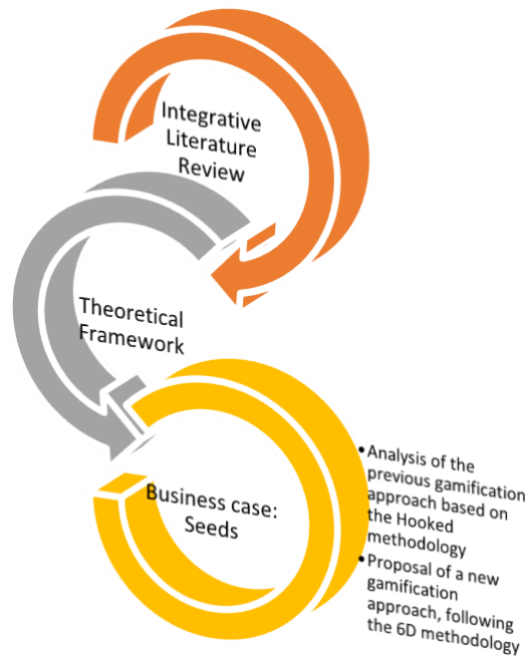 Integrative
Literature
Review
Theoretical
Framework
Business case:
Seeds
•Analysis of the
previous gamification
approach based on
the Hooked
methodology
•Proposal of a new
gamification
approach, following
the 6D methodology